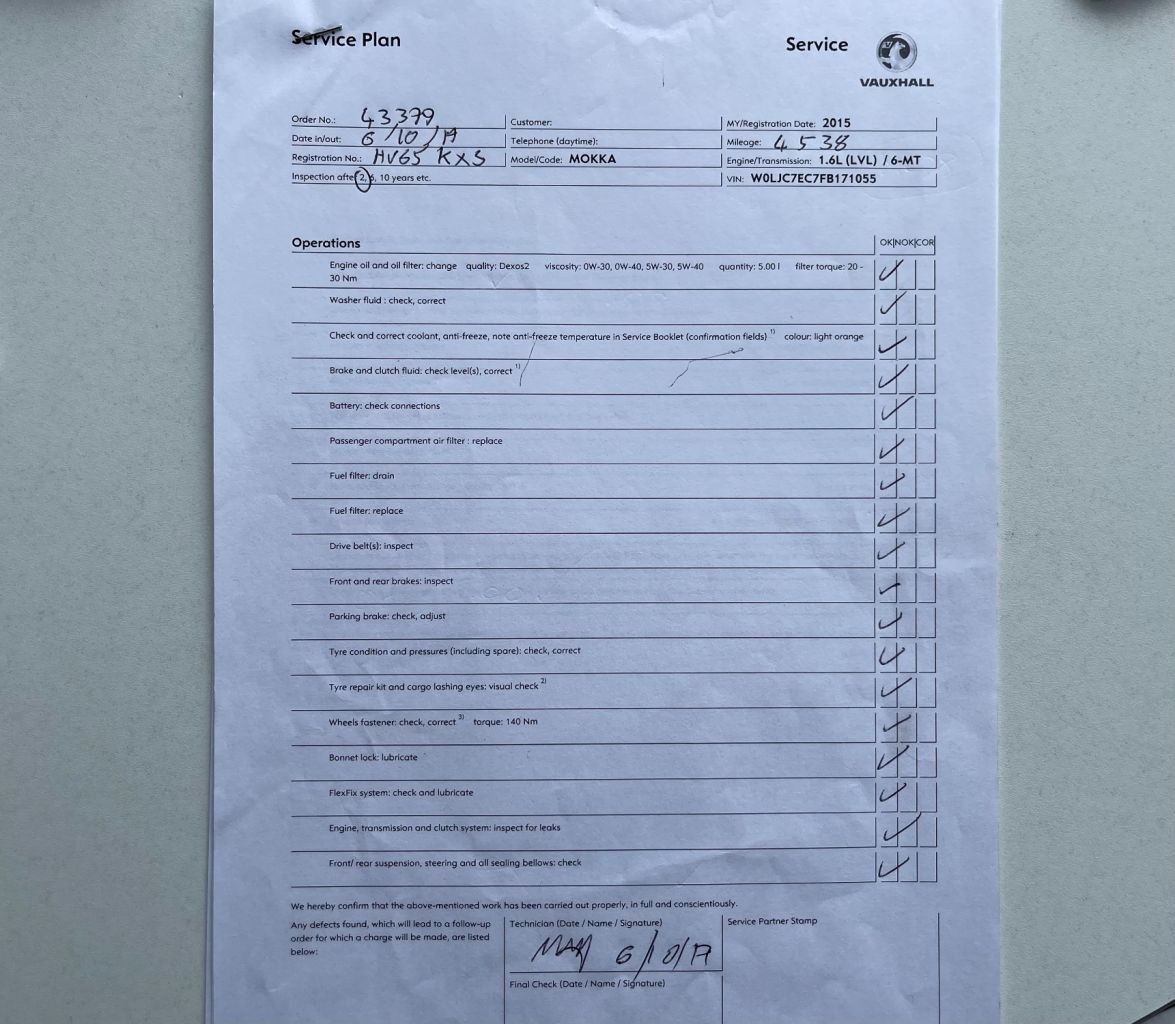 Service Plan
Service
VAUXHALL
Order No.: 43379
Customer:
MY/Registration Date: 2015
Date in/out: 6/10/17
Telephone (daytime):
Mileage: 4538
Registration No.: HV65 KXS
Model/Code: MOKKA
Engine/Transmission: 1.6L (LVL) / 6-MT
Inspection after 2, 6, 10 years etc.
VIN: W0LJC7EC7FB171055
Operations
OK|NOK|COR
Engine oil and oil filter: change quality: Dexos2 viscosity: 0W-30, 0W-40, 5W-30, 5W-40 quantity: 5.00 l filter torque: 20 -
30 Nm
Washer fluid : check, correct
Check and correct coolant, anti-freeze, note anti-freeze temperature in Service Booklet (confirmation fields) 1) colour: light orange
Brake and clutch fluid: check level(s), correct 1)
Battery: check connections
Passenger compartment air filter : replace
Fuel filter: drain
Fuel filter: replace
Drive belt(s): inspect
Front and rear brakes: inspect
Parking brake: check, adjust
Tyre condition and pressures (including spare): check, correct
Tyre repair kit and cargo lashing eyes: visual check 2)
Wheels fastener: check, correct 3) torque: 140 Nm
Bonnet lock: lubricate
FlexFix system: check and lubricate
Engine, transmission and clutch system: inspect for leaks
Front/ rear suspension, steering and all sealing bellows: check
We hereby confirm that the above-mentioned work has been carried out properly, in full and conscientiously.
Any defects found, which will lead to a follow-up
order for which a charge will be made, are listed
below:
Technician (Date / Name / Signature)
6/10/17
Final Check (Date / Name / Signature)
Service Partner Stamp